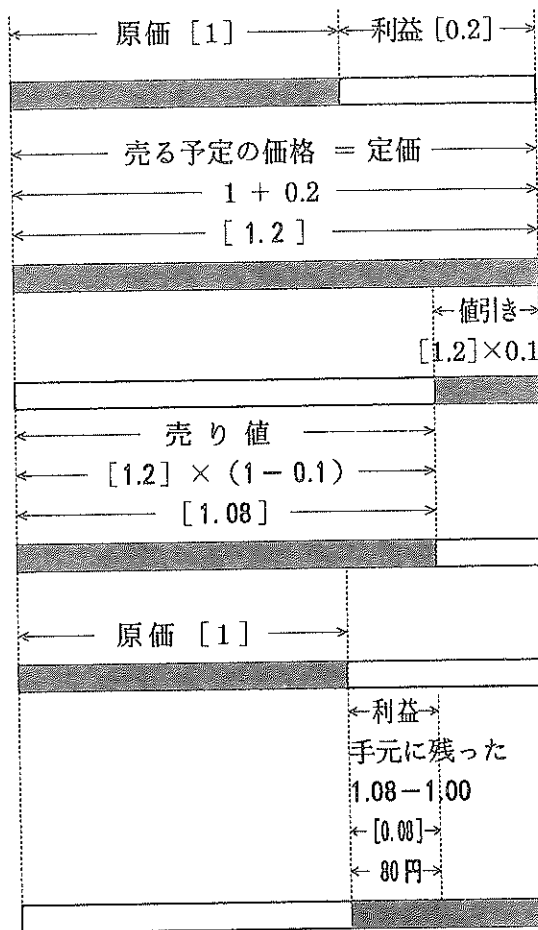 原価 [1] 利益 [0.2]
売る予定の価格 = 定価
1 + 0.2
[1.2]
値引き
[1.2]×0.1
売り値
[1.2] × (1-0.1)
[1.08]
原価 [1]
利益
手元に残った
1.08-1.00
[0.08]
80円